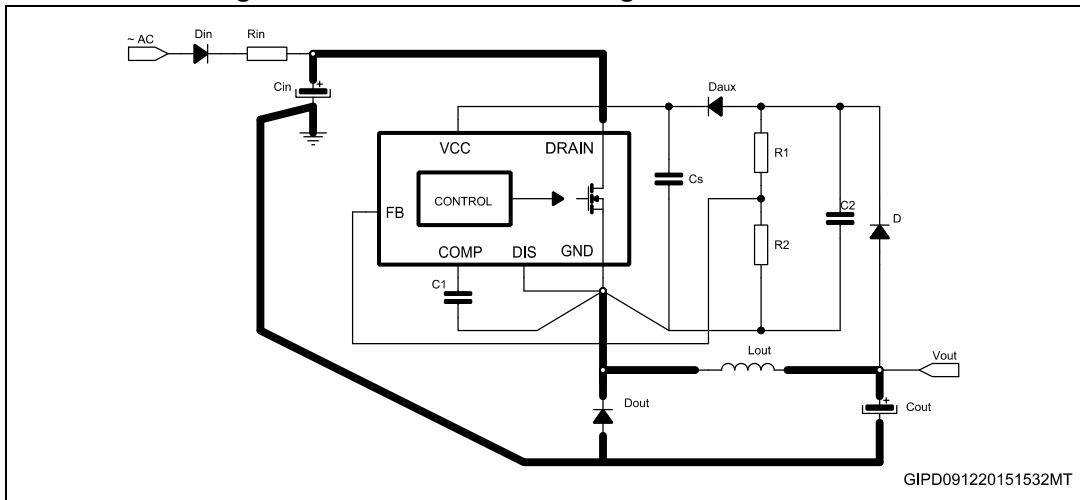 ~ AC
Din
Rin
Cin
Daux
VCC
DRAIN
R1
Cs
CONTROL
FB
C2
D
R2
COMP
DIS
GND
C1
Lout
Vout
Dout
Cout
GIPD091220151532MT